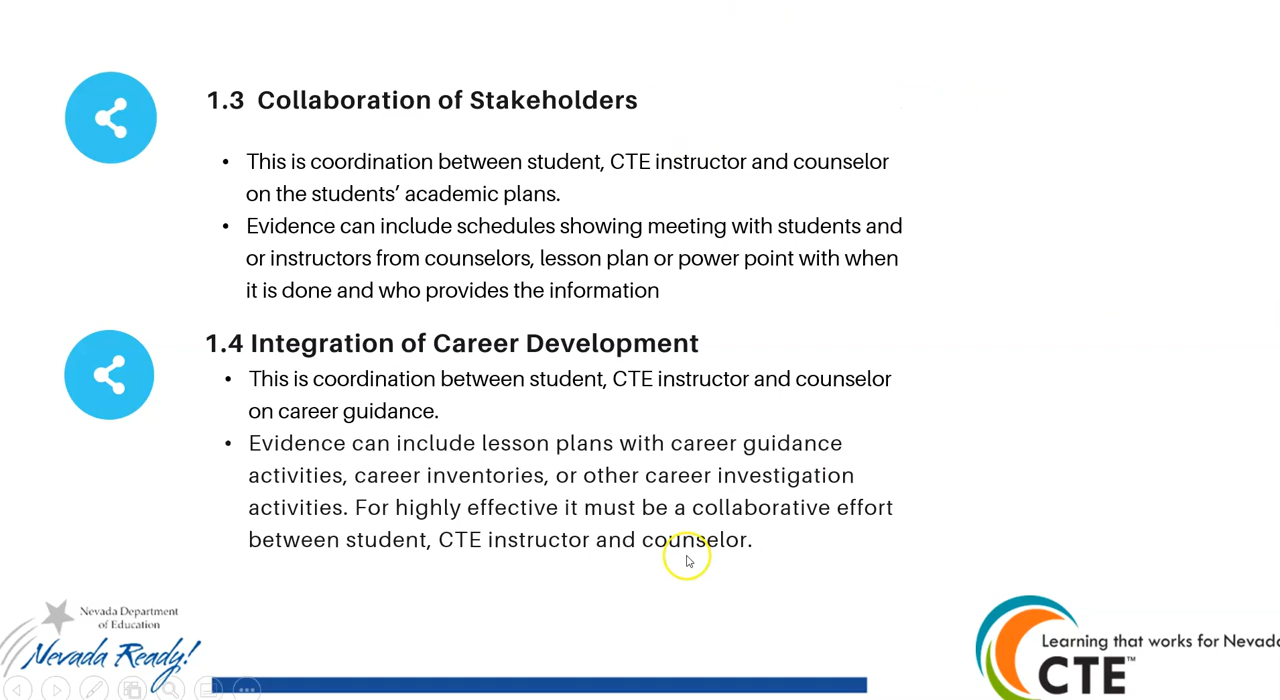 1.3 Collaboration of Stakeholders
• This is coordination between student, CTE instructor and counselor
on the students’ academic plans.
• Evidence can include schedules showing meeting with students and
or instructors from counselors, lesson plan or power point with when
it is done and who provides the information
1.4 Integration of Career Development
• This is coordination between student, CTE instructor and counselor
on career guidance.
• Evidence can include lesson plans with career guidance
activities, career inventories, or other career investigation
activities. For highly effective it must be a collaborative effort
between student, CTE instructor and counselor.
Nevada Department
of Education
Nevada Ready!
Learning that works for Nevada
CTE™